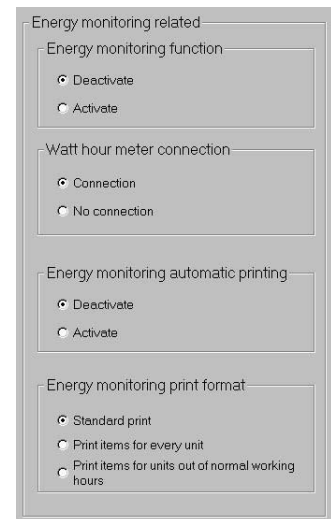 Energy monitoring related
Energy monitoring function
Deactivate
Activate
Watt hour meter connection
Connection
No connection
Energy monitoring automatic printing
Deactivate
Activate
Energy monitoring print format
Standard print
Print items for every unit
Print items for units out of normal working
hours